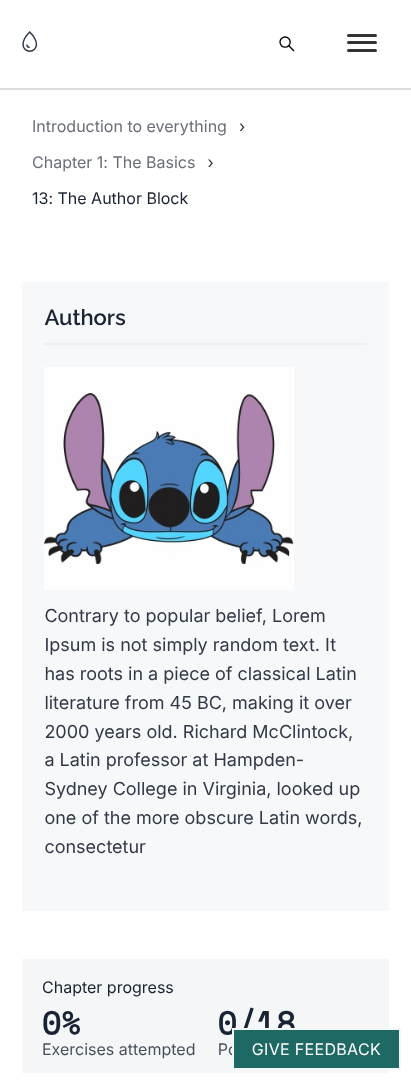 Introduction to everything ›
Chapter 1: The Basics ›
13: The Author Block
Authors
Contrary to popular belief, Lorem
Ipsum is not simply random text. It
has roots in a piece of classical Latin
literature from 45 BC, making it over
2000 years old. Richard McClintock,
a Latin professor at Hampden-
Sydney College in Virginia, looked up
one of the more obscure Latin words,
consectetur
Chapter progress
0% 0/18
Exercises attempted
GIVE FEEDBACK